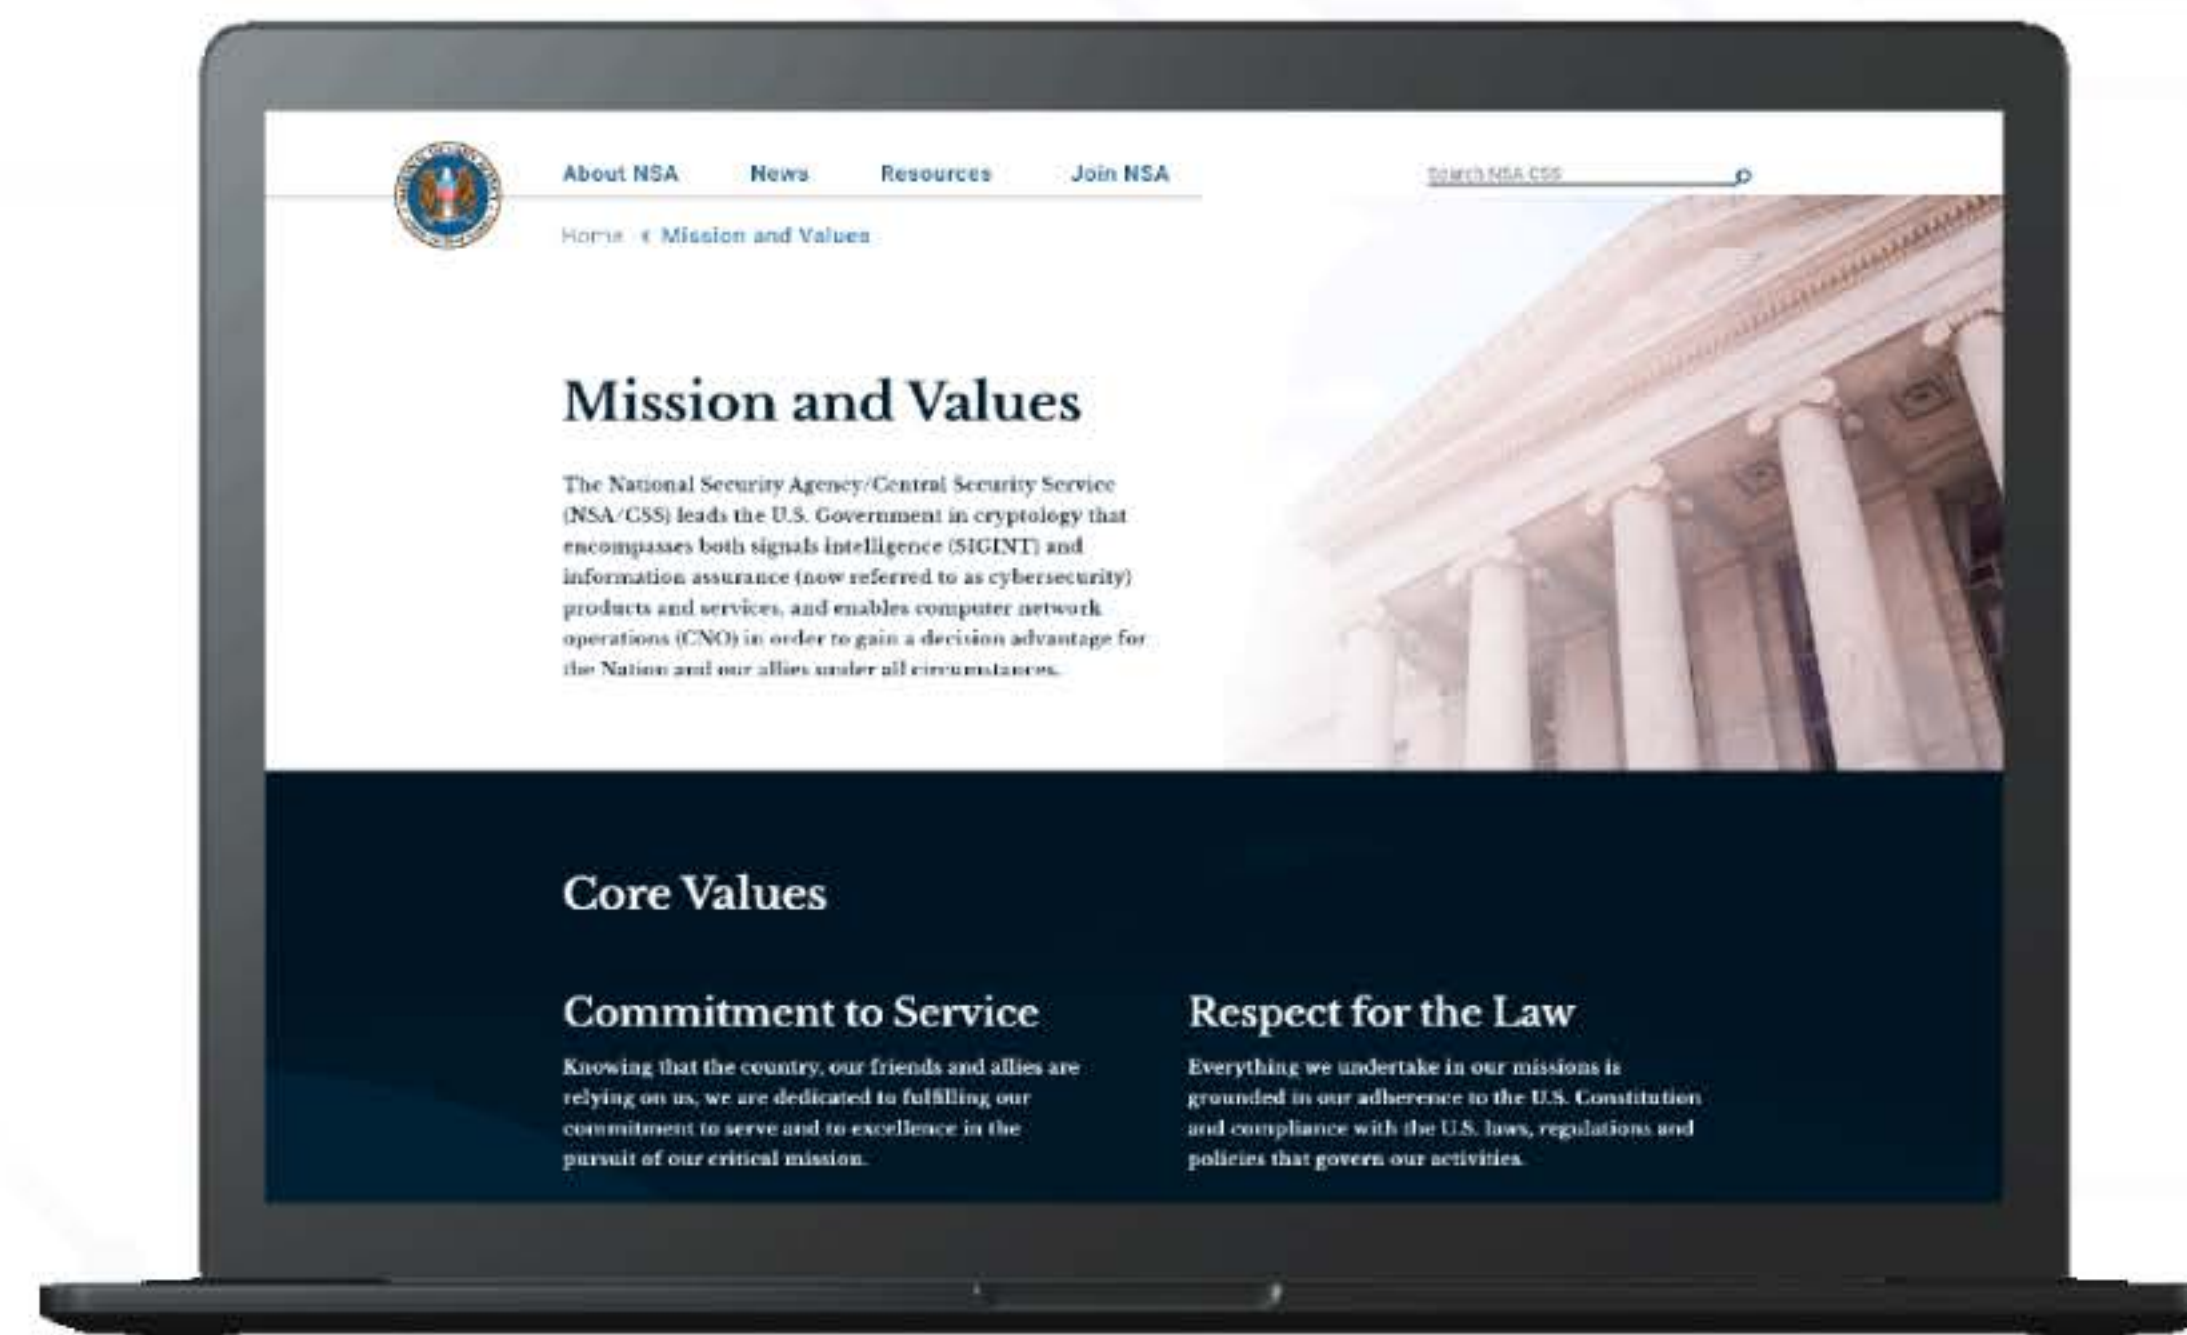 About NSA News Resources Join NSA Search NSA CSS
Home < Mission and Values
Mission and Values
The National Security Agency/Central Security Service
(NSA/CSS) leads the U.S. Government in cryptology that
encompasses both signals intelligence (SIGINT) and
information assurance (now referred to as cybersecurity)
products and services, and enables computer network
operations (CNO) in order to gain a decision advantage for
the Nation and our allies under all circumstances.
Core Values
Commitment to Service
Knowing that the country, our friends and allies are
relying on us, we are dedicated to fulfilling our
commitment to serve and to excellence in the
pursuit of our critical mission.
Respect for the Law
Everything we undertake in our missions is
grounded in our adherence to the U.S. Constitution
and compliance with the U.S. laws, regulations and
policies that govern our activities.